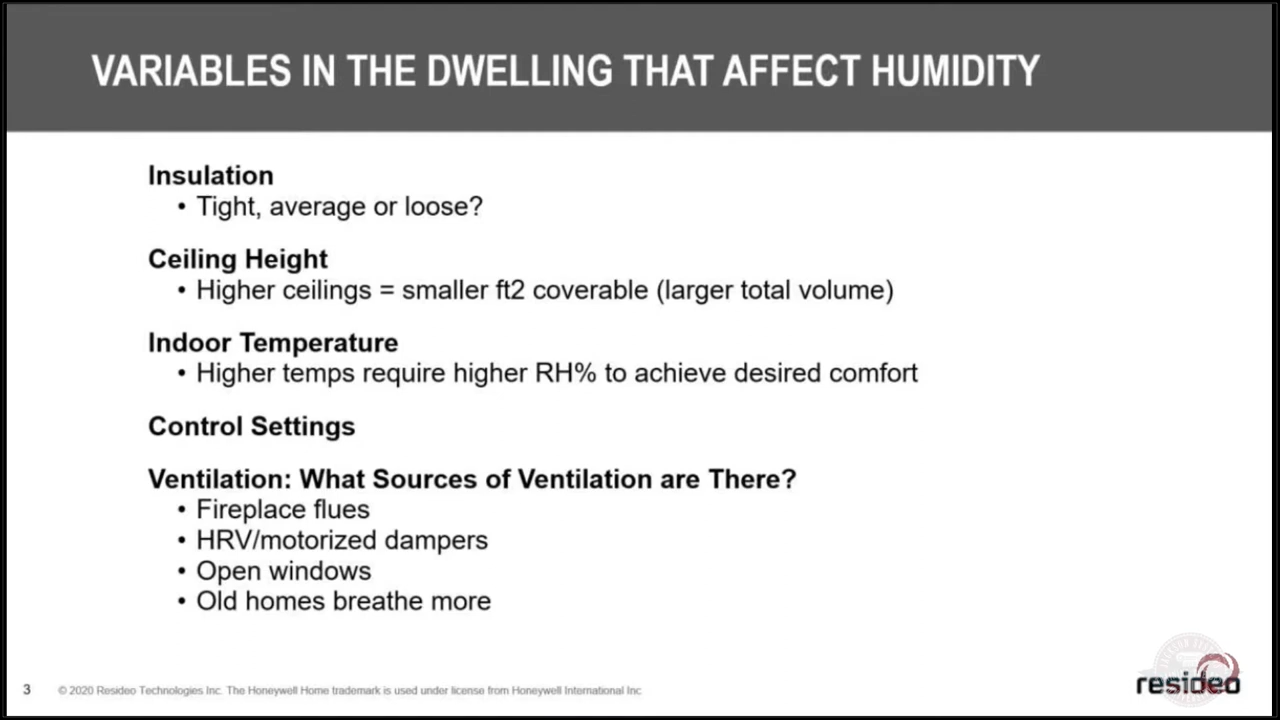 VARIABLES IN THE DWELLING THAT AFFECT HUMIDITY
Insulation
• Tight, average or loose?
Ceiling Height
• Higher ceilings = smaller ft2 coverable (larger total volume)
Indoor Temperature
• Higher temps require higher RH% to achieve desired comfort
Control Settings
Ventilation: What Sources of Ventilation are There?
• Fireplace flues
• HRV/motorized dampers
• Open windows
• Old homes breathe more
3
© 2020 Resideo Technologies Inc. The Honeywell Home trademark is used under license from Honeywell International Inc
resideo